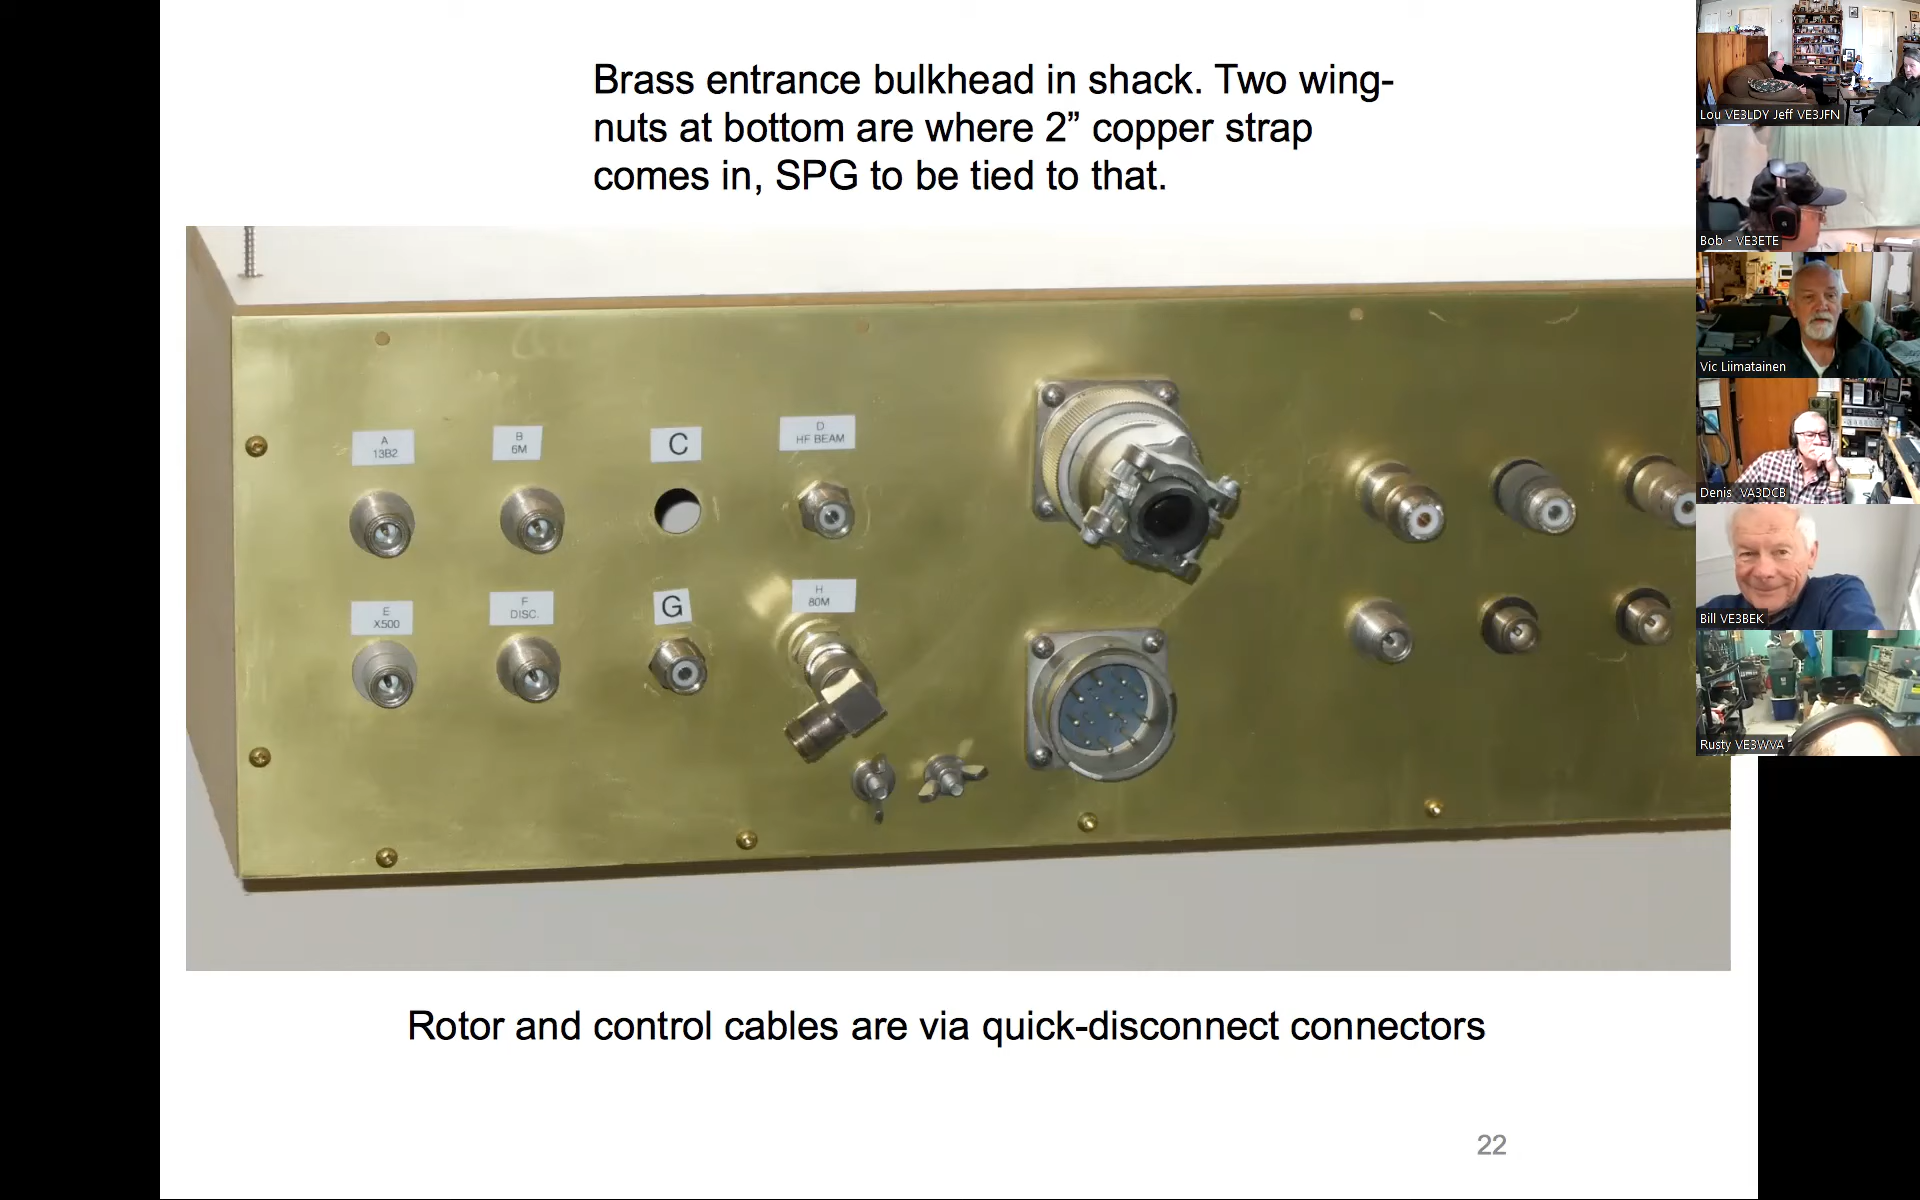 Brass entrance bulkhead in shack. Two wing-
nuts at bottom are where 2” copper strap
comes in, SPG to be tied to that.
A
13B2
B
6M
C
D
HF BEAM
E
X500
F
DISC.
G
H
80M
Rotor and control cables are via quick-disconnect connectors
22
Lou VE3LDY Jeff VE3JFN
Bob - VE3ETE
Vic Liimatainen
Denis VA3DCB
Bill VE3BEK
Rusty VE3WVA